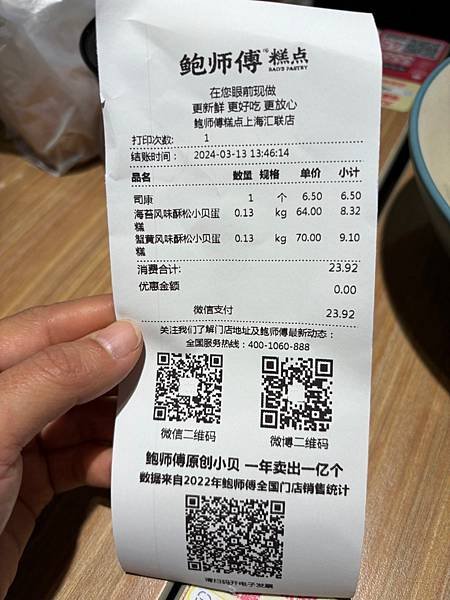 鲍师傅 糕点
BAO'S PASTRY
在您眼前现做
更新鲜 更好吃 更放心
鲍师傅糕点上海汇联店
打印次数: 1
结账时间: 2024-03-13 13:46:14
品名 数量 规格 单价 小计
司康 1 个 6.50 6.50
海苔风味酥松小贝蛋 0.13 kg 64.00 8.32
糕
蟹黄风味酥松小贝蛋 0.13 kg 70.00 9.10
糕
消费合计: 23.92
优惠金额 0.00
微信支付 23.92
关注我们了解门店地址及鲍师傅最新动态:
全国服务热线: 400-1060-888
微信二维码 微博二维码
鲍师傅原创小贝 一年卖出一亿个
数据来自2022年鲍师傅全国门店销售统计
请扫码开电子发票